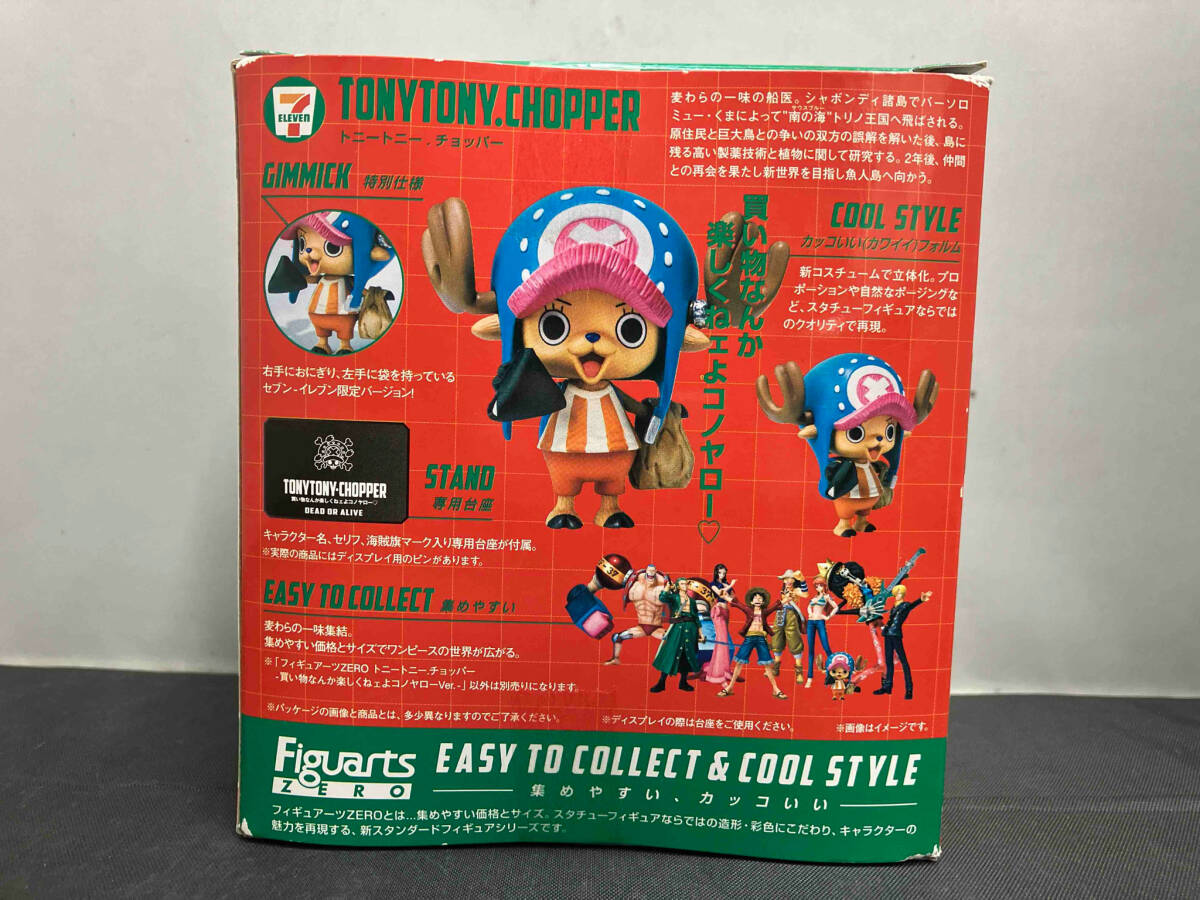 7
ELEVEN
TONYTONY.CHOPPER
トニートニー.チョッパー
麦わらの一味の船医。シャボンディ諸島でバーソロ
ミュー・くまによって"南の海"トリノ王国へ飛ばされる。
サウスブルー
原住民と巨大鳥との争いの双方の誤解を解いた後、島に
残る高い製薬技術と植物に関して研究する。2年後、仲間
との再会を果たし新世界を目指し魚人島へ向かう。
GIMMICK 特別仕様
右手におにぎり、左手に袋を持っている
セブン-イレブン限定バージョン!
買い物なんか
楽しくねェよコノヤロー♡
COOL STYLE
カッコいい(カワイイ)フォルム
新コスチュームで立体化。プロ
ポーションや自然なポージングな
ど、スタチューフィギュアならでは
のクオリティで再現。
TONYTONY・CHOPPER
買い物なんか楽しくねェよコノヤロー♡
DEAD OR ALIVE
STAND
専用台座
キャラクター名、セリフ、海賊旗マーク入り専用台座が付属。
※実際の商品にはディスプレイ用のピンがあります。
EASY TO COLLECT 集めやすい
麦わらの一味集結。
集めやすい価格とサイズでワンピースの世界が広がる。
※「フィギュアーツZERO トニートニー.チョッパー
-買い物なんか楽しくねェよコノヤローVer.-」以外は別売りになります。
37
37
※パッケージの画像と商品とは、多少異なりますのでご了承ください。
※ディスプレイの際は台座をご使用ください。
※画像はイメージです。
Figuarts
ZERO
EASY TO COLLECT & COOL STYLE
集めやすい、カッコいい
フィギュアーツZEROとは…集めやすい価格とサイズ。スタチューフィギュアならではの造形・彩色にこだわり、キャラクターの
魅力を再現する、新スタンダードフィギュアシリーズです。